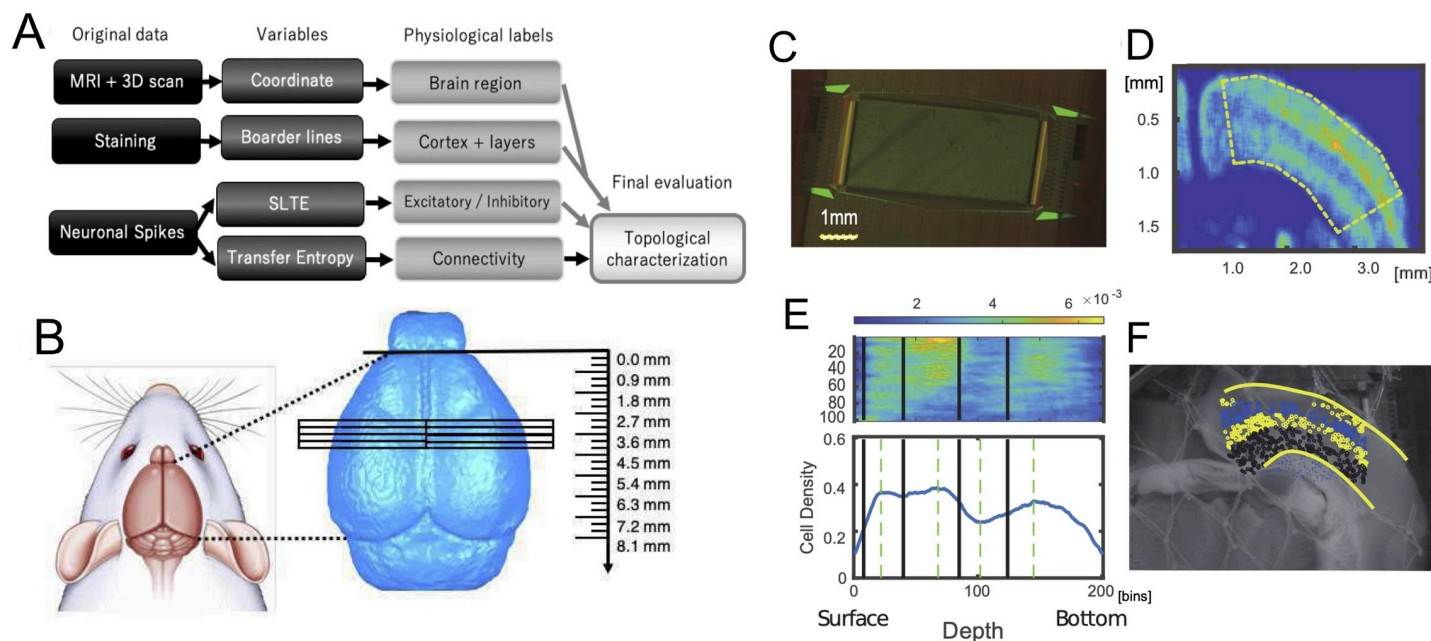 A
Original data
Variables
Physiological labels
MRI + 3D scan
Coordinate
Brain region
Staining
Boarder lines
Cortex + layers
Final evaluation
Neuronal Spikes
SLTE
Excitatory / Inhibitory
Transfer Entropy
Connectivity
Topological
characterization
B
0.0 mm
0.9 mm
1.8 mm
2.7 mm
3.6 mm
4.5 mm
5.4 mm
6.3 mm
7.2 mm
8.1 mm
C
1mm
D
[mm]
0.5
1.0
1.5
1.0 2.0 3.0 [mm]
E
2 4 6 ×10⁻³
0
20
40
60
80
100
0.6
0.4
0.2
0
Cell Density
0 100 200 [bins]
Surface Bottom
Depth
F